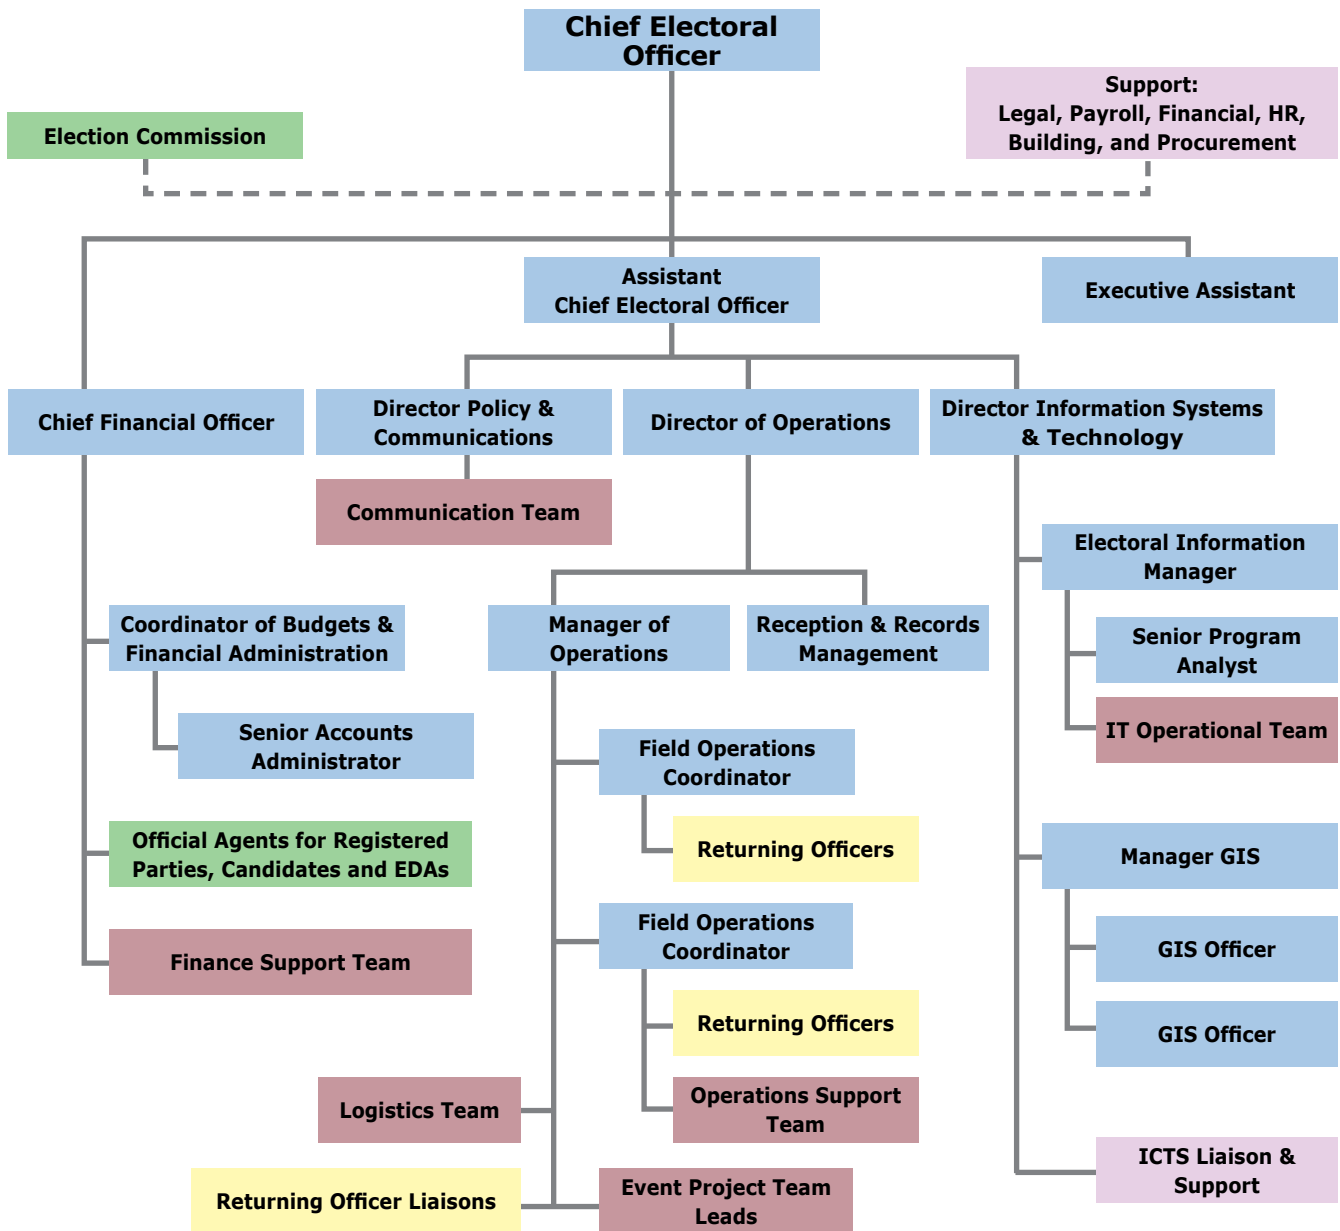 Chief Electoral
Officer
Support:
Legal, Payroll, Financial, HR,
Building, and Procurement
Election Commission
Assistant
Chief Electoral Officer
Executive Assistant
Chief Financial Officer
Director Policy &
Communications
Director of Operations
Director Information Systems
& Technology
Communication Team
Electoral Information
Manager
Coordinator of Budgets &
Financial Administration
Manager of
Operations
Reception & Records
Management
Senior Program
Analyst
IT Operational Team
Senior Accounts
Administrator
Field Operations
Coordinator
Official Agents for Registered
Parties, Candidates and EDAs
Returning Officers
Manager GIS
Finance Support Team
Field Operations
Coordinator
GIS Officer
Returning Officers
GIS Officer
Logistics Team
Operations Support
Team
ICTS Liaison &
Support
Returning Officer Liaisons
Event Project Team
Leads